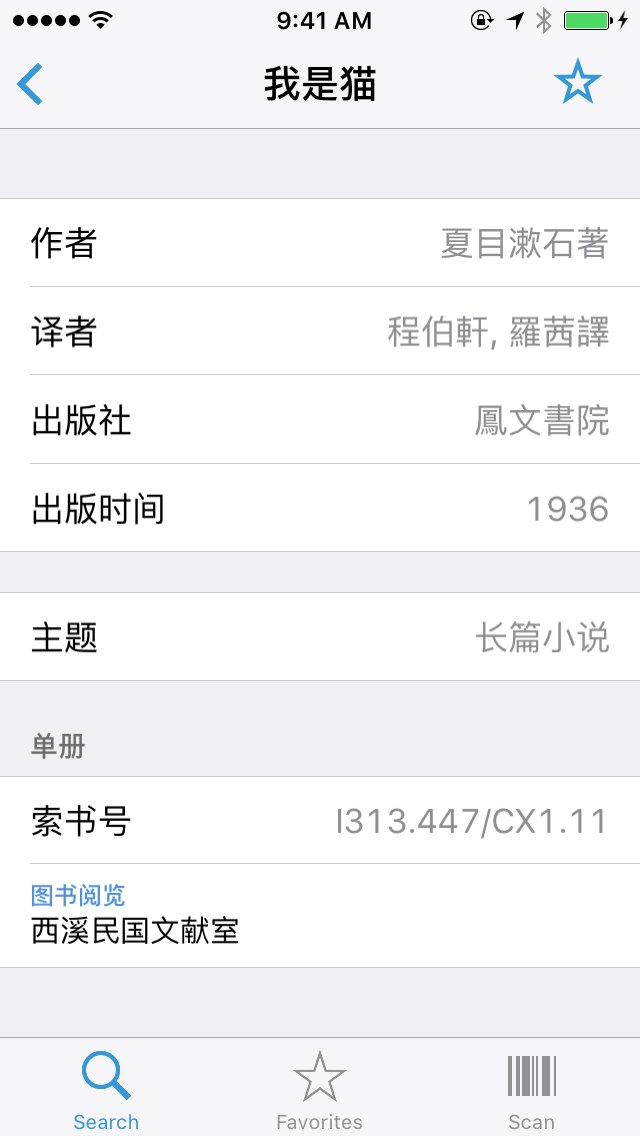 9:41 AM
我是猫
作者 夏目漱石著
译者 程伯軒, 羅茜譯
出版社 鳳文書院
出版时间 1936
主题 长篇小说
单册
索书号 I313.447/CX1.11
图书阅览
西溪民国文献室
Search Favorites Scan